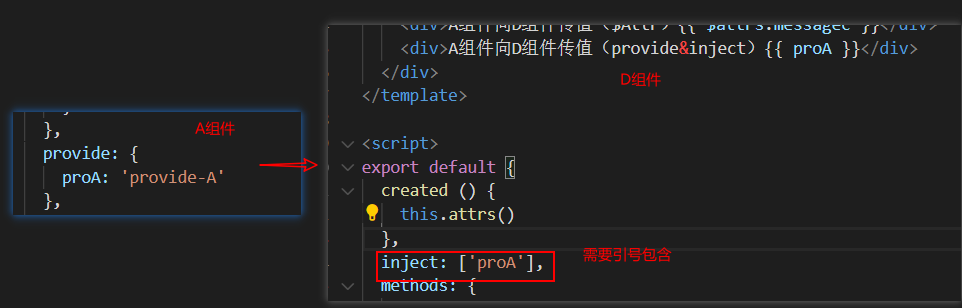 A组件
},
provide: {
proA: 'provide-A'
},
<div>A组件向D组件传值（$Attr）{{ $attrs.messagec }}</div>
<div>A组件向D组件传值（provide&inject）{{ proA }}</div>
</div>
D组件
</template>
<script>
export default {
created () {
this.attrs()
},
inject: ['proA'],
需要引号包含
methods: {